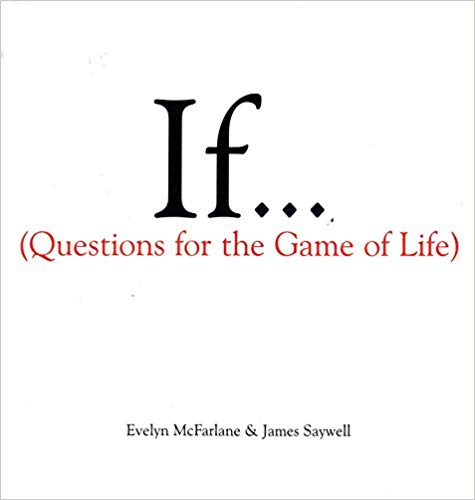 If...
(Questions for the Game of Life)
Evelyn McFarlane & James Saywell